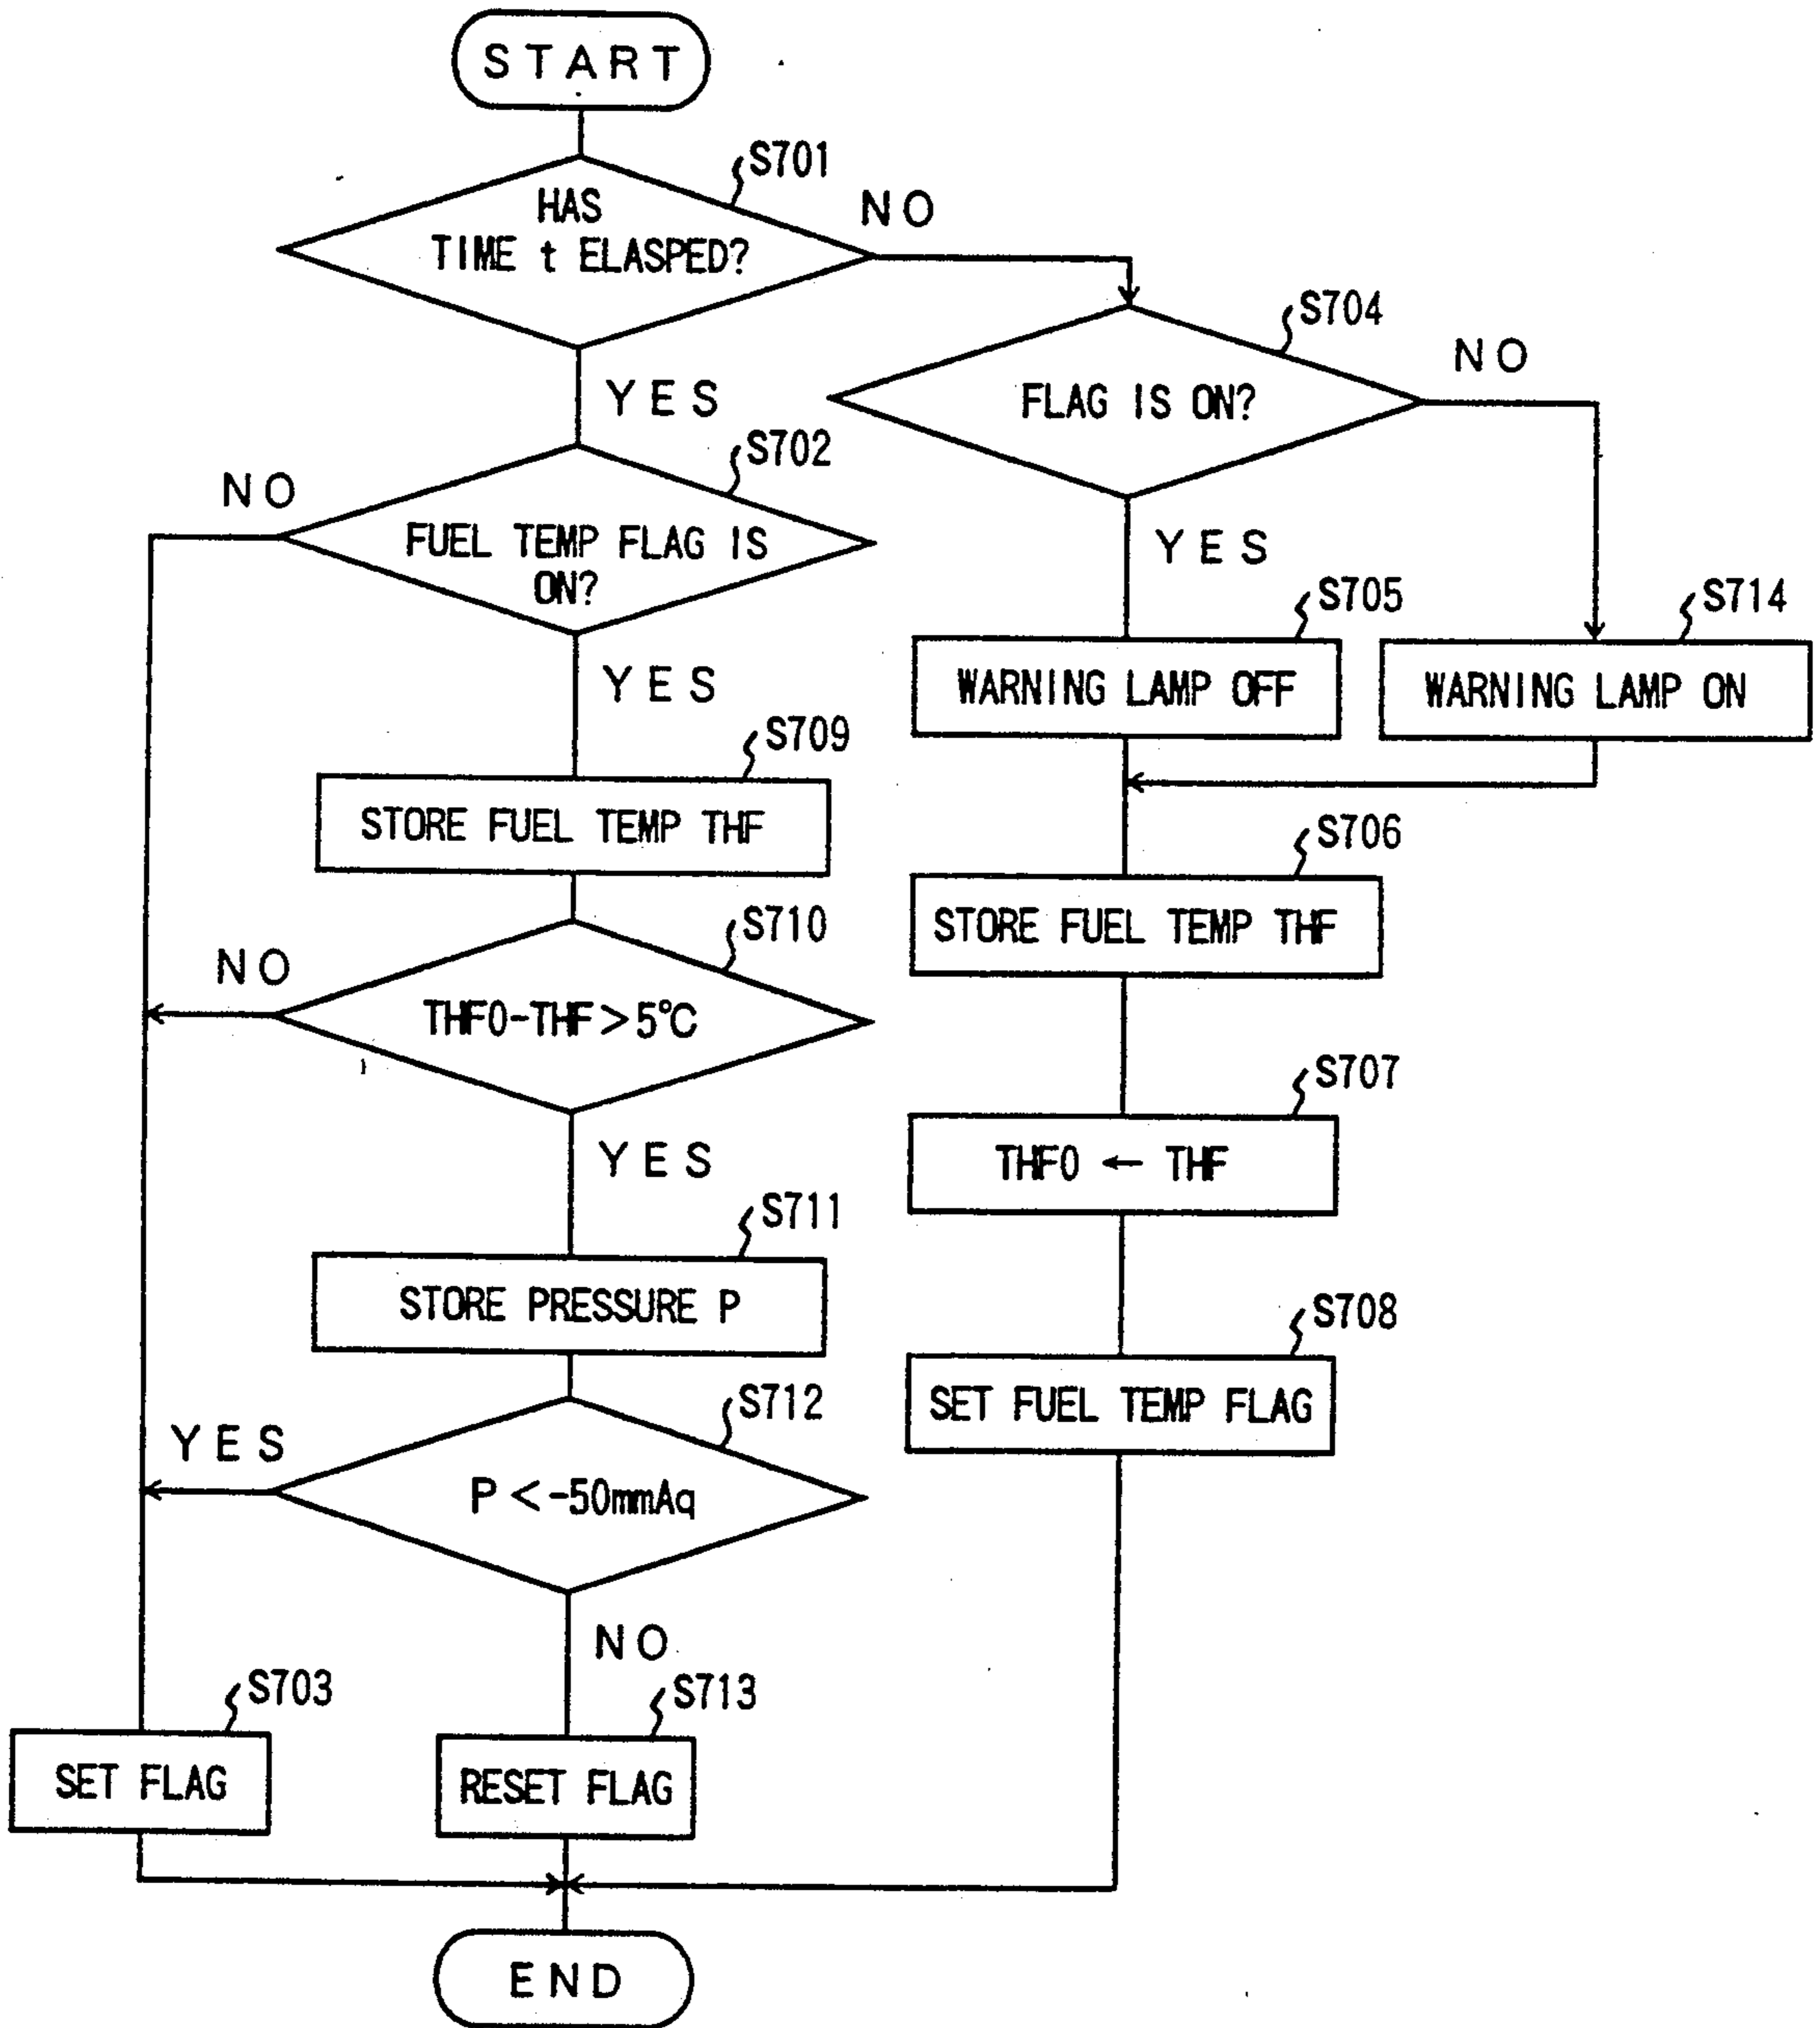 START
S701
HAS
TIME t ELASPED?
NO
YES
S704
FLAG IS ON?
NO
YES
S702
NO
FUEL TEMP FLAG IS
ON?
YES
S705
WARNING LAMP OFF
S714
WARNING LAMP ON
S709
STORE FUEL TEMP THF
S706
STORE FUEL TEMP THF
S710
NO
THF0-THF>5°C
YES
S707
THF0 ← THF
S711
STORE PRESSURE P
S708
SET FUEL TEMP FLAG
S712
YES
P<-50mmAq
NO
S703
SET FLAG
S713
RESET FLAG
END